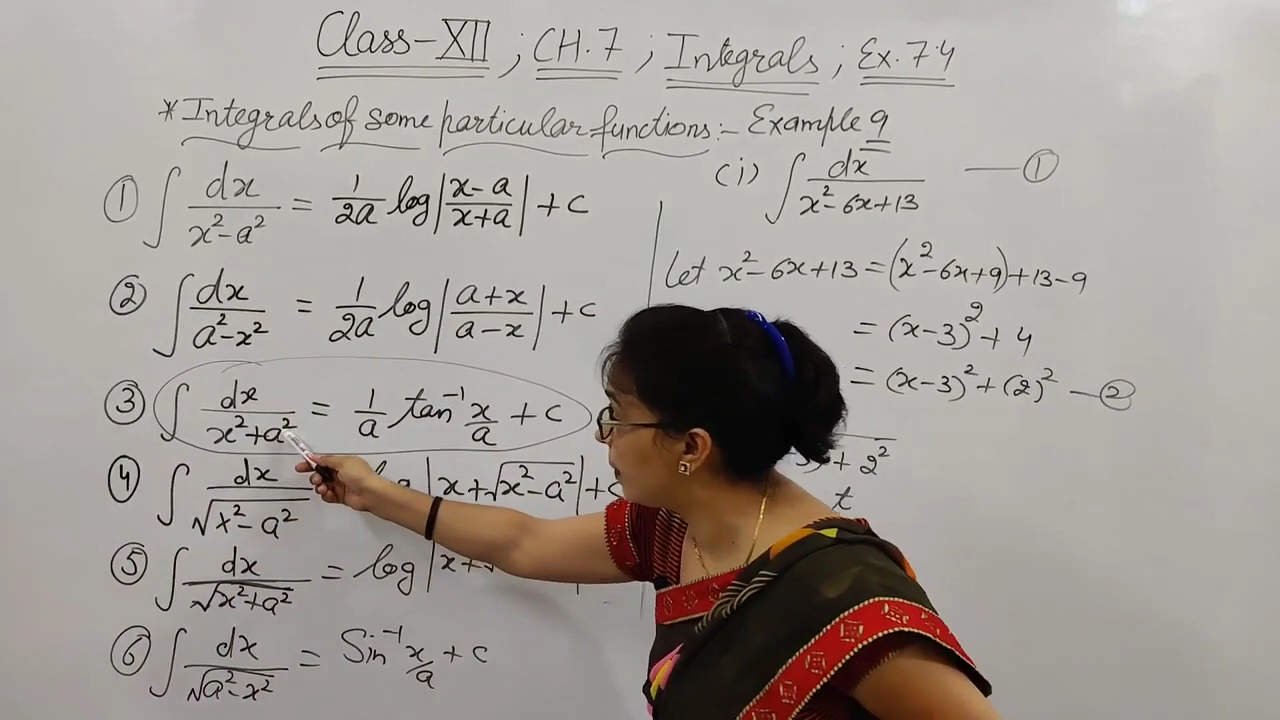 Class-XII ; CH.7 ; Integrals ; Ex. 7.4
*Integrals of some particular functions:- Example 9
① ∫ dx/(x²-a²) = 1/2a log|(x-a)/(x+a)| + c
② ∫ dx/(a²-x²) = 1/2a log|(a+x)/(a-x)| + c
③ ∫ dx/(x²+a²) = 1/a tan⁻¹ x/a + c
④ ∫ dx/√(x²-a²) log |x+√(x²-a²)| + c
⑤ ∫ dx/√(x²+a²) = log |x+
⑥ ∫ dx/√(a²-x²) = Sin⁻¹ x/a + c
(i) ∫ dx/(x²-6x+13) —①
Let x²-6x+13 = (x²-6x+9)+13-9
= (x-3)²+4
= (x-3)²+(2)² —②
+ 2²
t